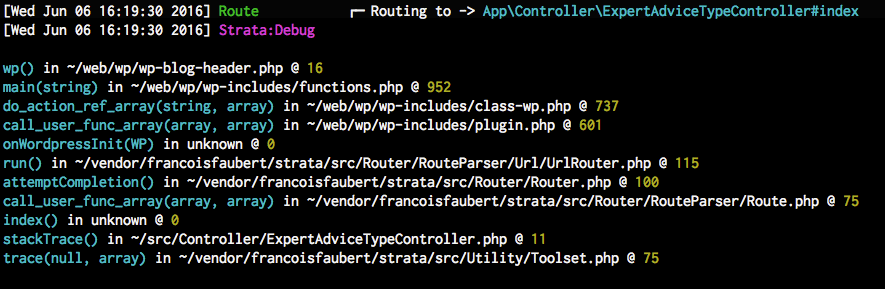 [Wed Jun 06 16:19:30 2016] Route ┌─ Routing to -> App\Controller\ExpertAdviceTypeController#index
[Wed Jun 06 16:19:30 2016] Strata:Debug
wp() in ~/web/wp/wp-blog-header.php @ 16
main(string) in ~/web/wp/wp-includes/functions.php @ 952
do_action_ref_array(string, array) in ~/web/wp/wp-includes/class-wp.php @ 737
call_user_func_array(array, array) in ~/web/wp/wp-includes/plugin.php @ 601
onWordpressInit(WP) in unknown @ 0
run() in ~/vendor/francoisfaubert/strata/src/Router/RouteParser/Url/UrlRouter.php @ 115
attemptCompletion() in ~/vendor/francoisfaubert/strata/src/Router/Router.php @ 100
call_user_func_array(array, array) in ~/vendor/francoisfaubert/strata/src/Router/RouteParser/Route.php @ 75
index() in unknown @ 0
stackTrace() in ~/src/Controller/ExpertAdviceTypeController.php @ 11
trace(null, array) in ~/vendor/francoisfaubert/strata/src/Utility/Toolset.php @ 75